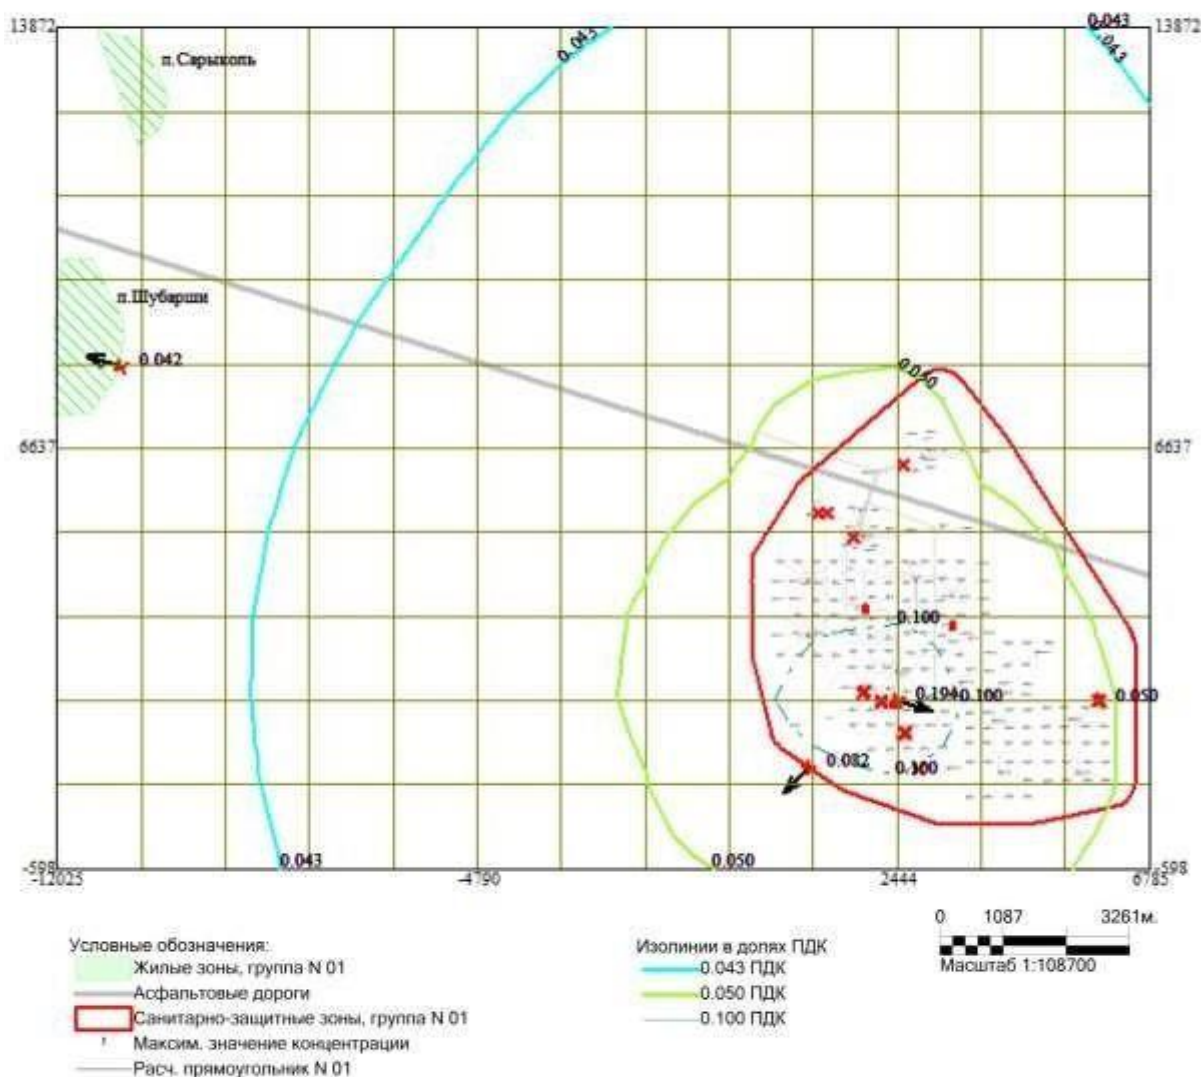 13872
0.043
0.043
0.043
13872
п.Сарыколь
п.Шубарши
0.042
0.050
6637
6637
0.100
0.194
0.100
0.050
0.082
0.100
-598
0.043
0.050
-598
-12025
-4790
2444
6785
0 1087 3261м.
Масштаб 1:108700
Условные обозначения:
Жилые зоны, группа N 01
Асфальтовые дороги
Санитарно-защитные зоны, группа N 01
Максим. значение концентрации
Расч. прямоугольник N 01
Изолинии в долях ПДК
0.043 ПДК
0.050 ПДК
0.100 ПДК